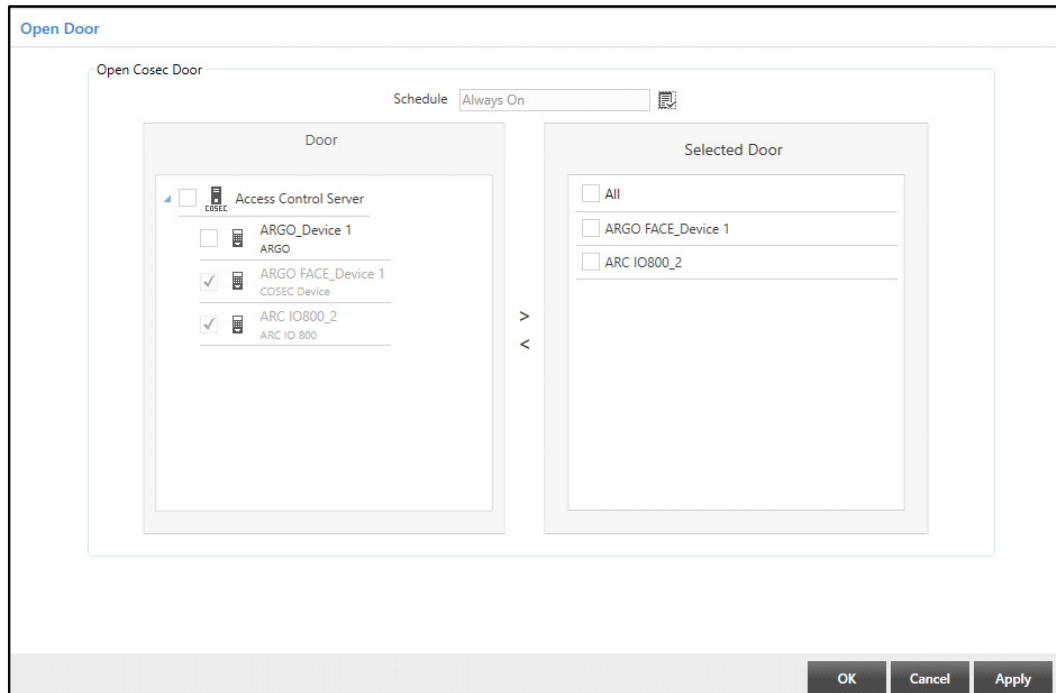 Open Door
Open Cosec Door
Schedule Always On
Door
COSEC Access Control Server
ARGO_Device 1
ARGO
ARGO FACE_Device 1
COSEC Device
ARC IO800_2
ARC IO 800
>
<
Selected Door
All
ARGO FACE_Device 1
ARC IO800_2
OK Cancel Apply